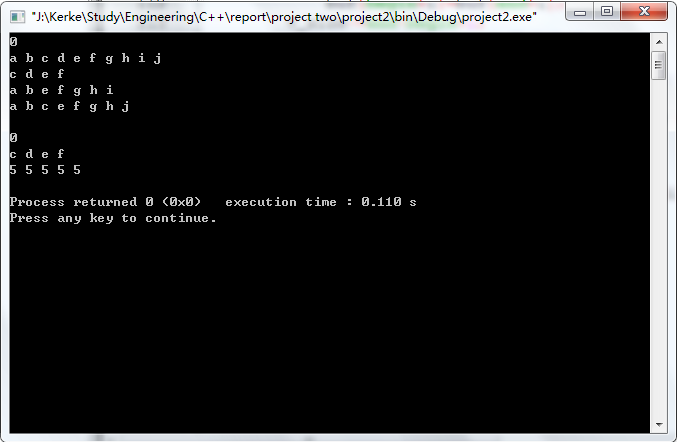 "J:\Kerke\Study\Engineering\C++\report\project two\project2\bin\Debug\project2.exe"
0
a b c d e f g h i j
c d e f
a b e f g h i
a b c e f g h j
0
c d e f
5 5 5 5 5
Process returned 0 (0x0)   execution time : 0.110 s
Press any key to continue.